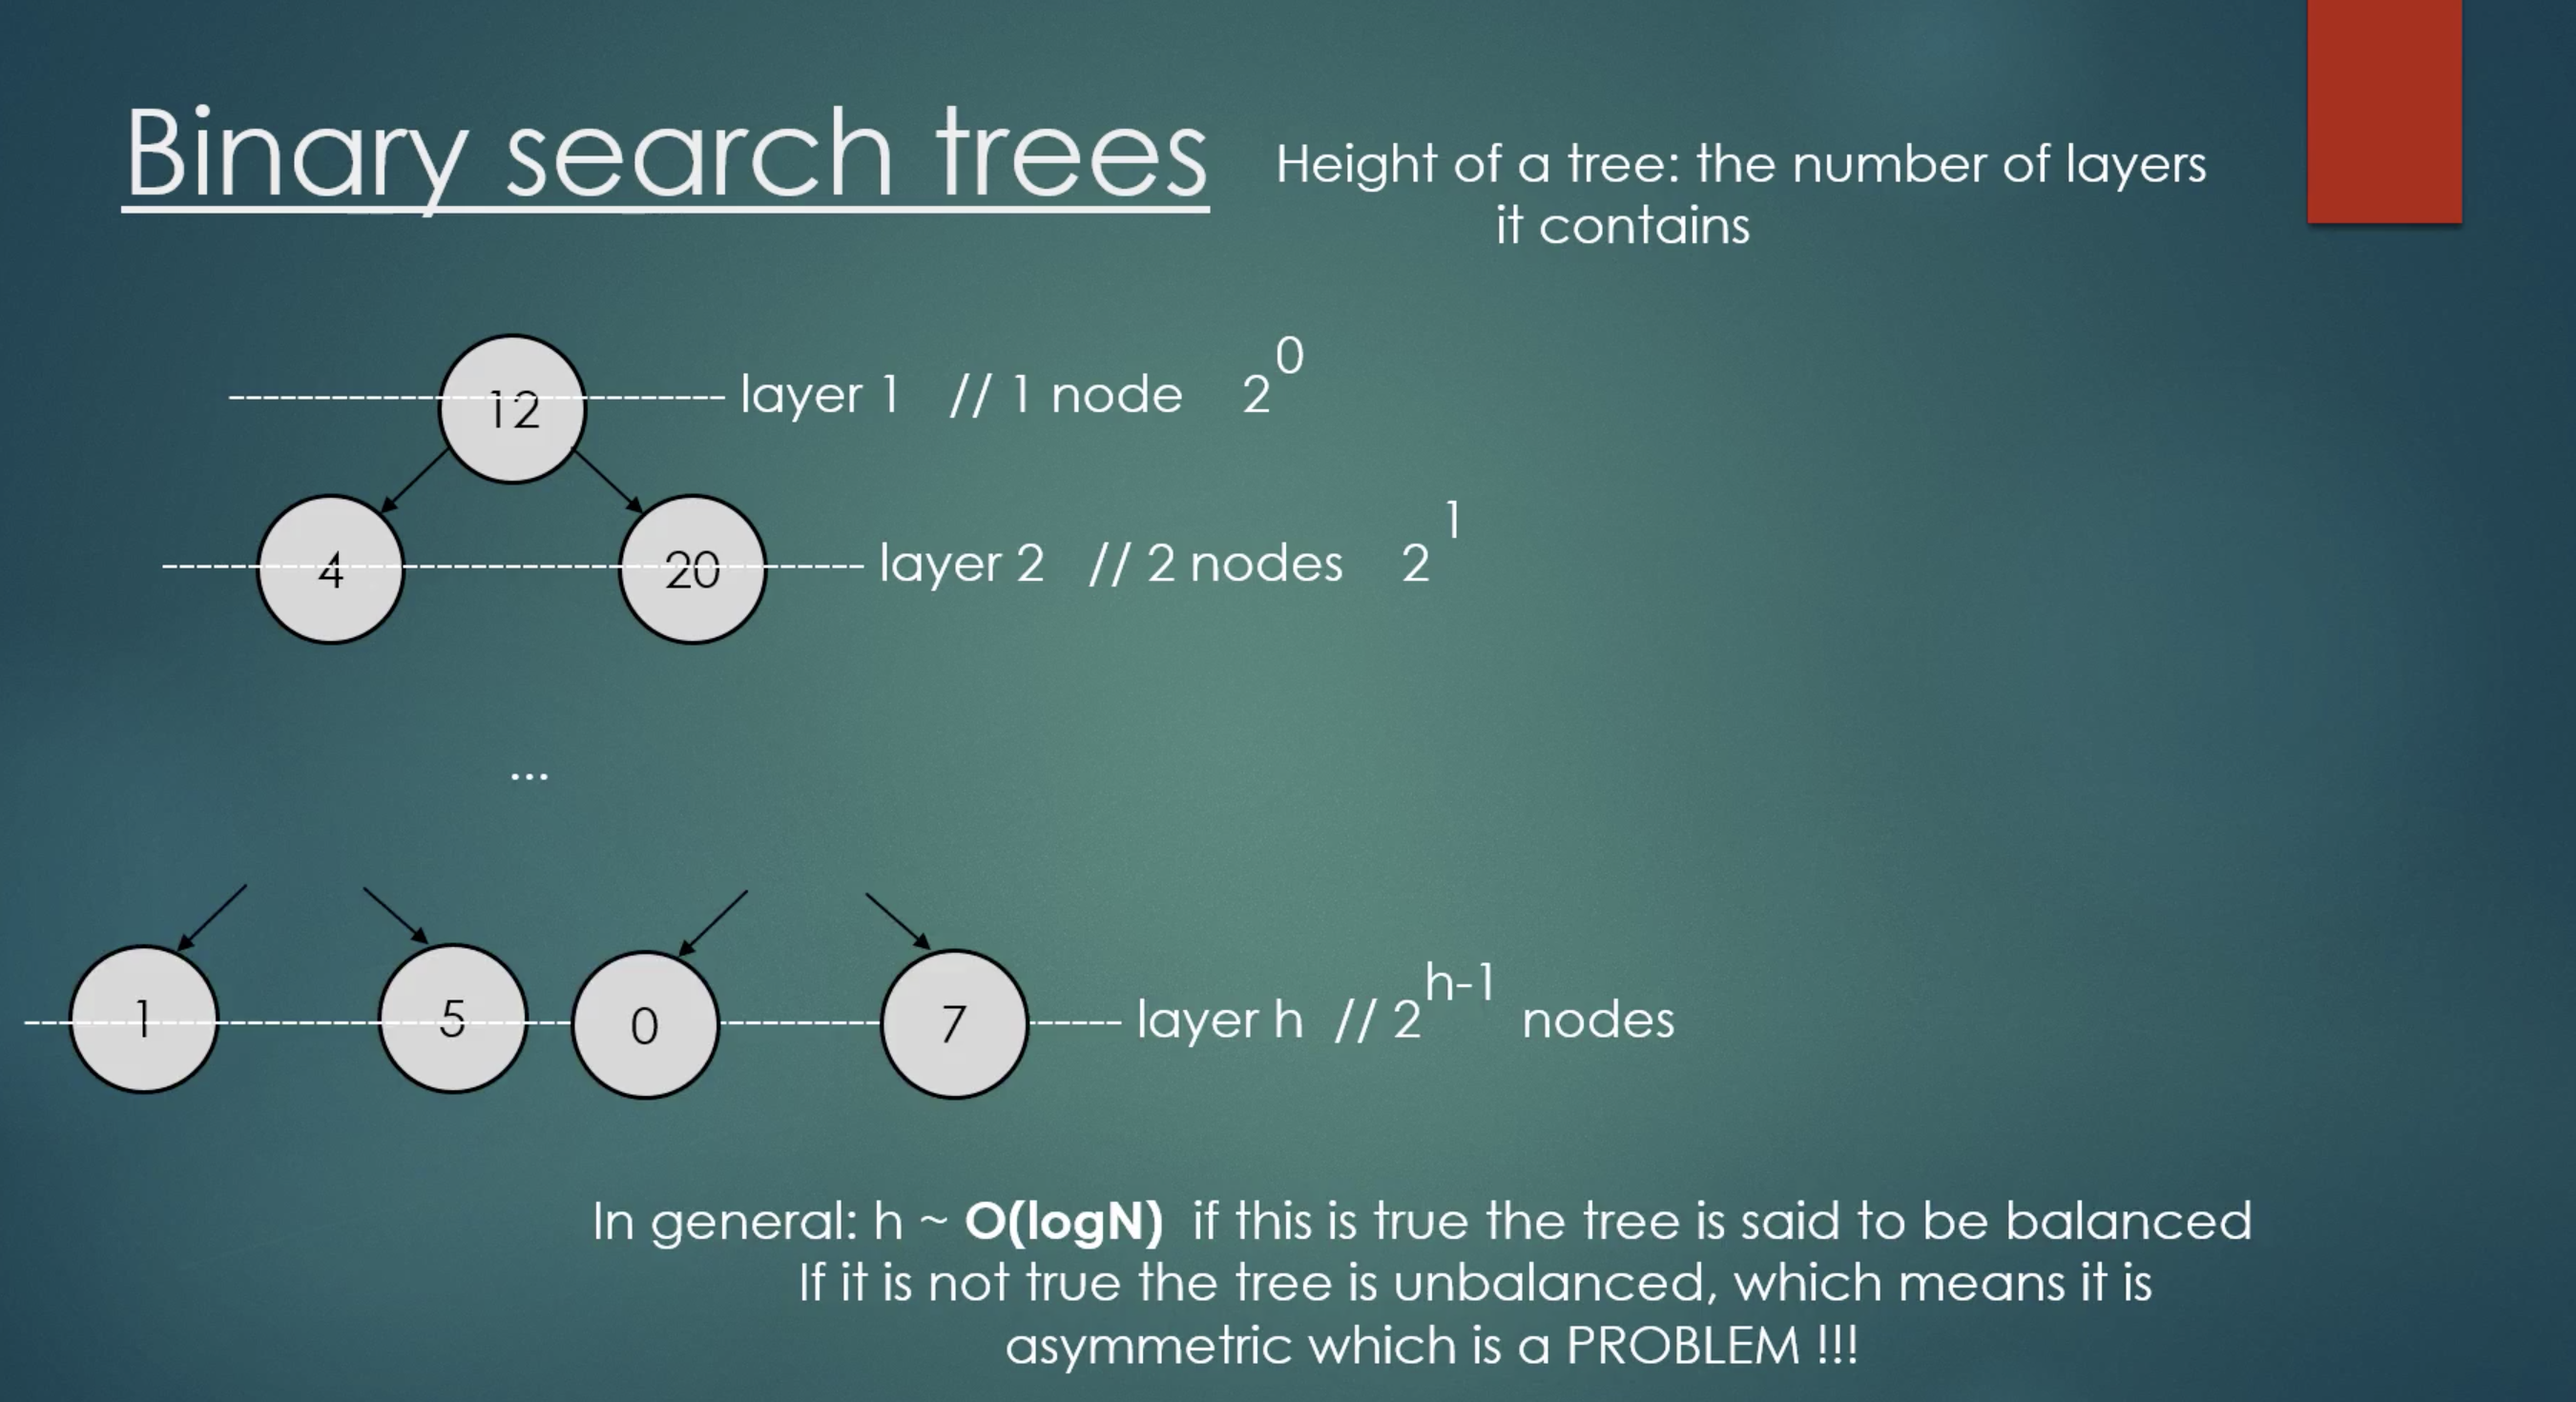 Binary search trees
Height of a tree: the number of layers
it contains
12
layer 1 // 1 node 2^0
4
20
layer 2 // 2 nodes 2^1
...
1
5
0
7
layer h // 2^h-1 nodes
In general: h ~ O(logN) if this is true the tree is said to be balanced
If it is not true the tree is unbalanced, which means it is
asymmetric which is a PROBLEM !!!